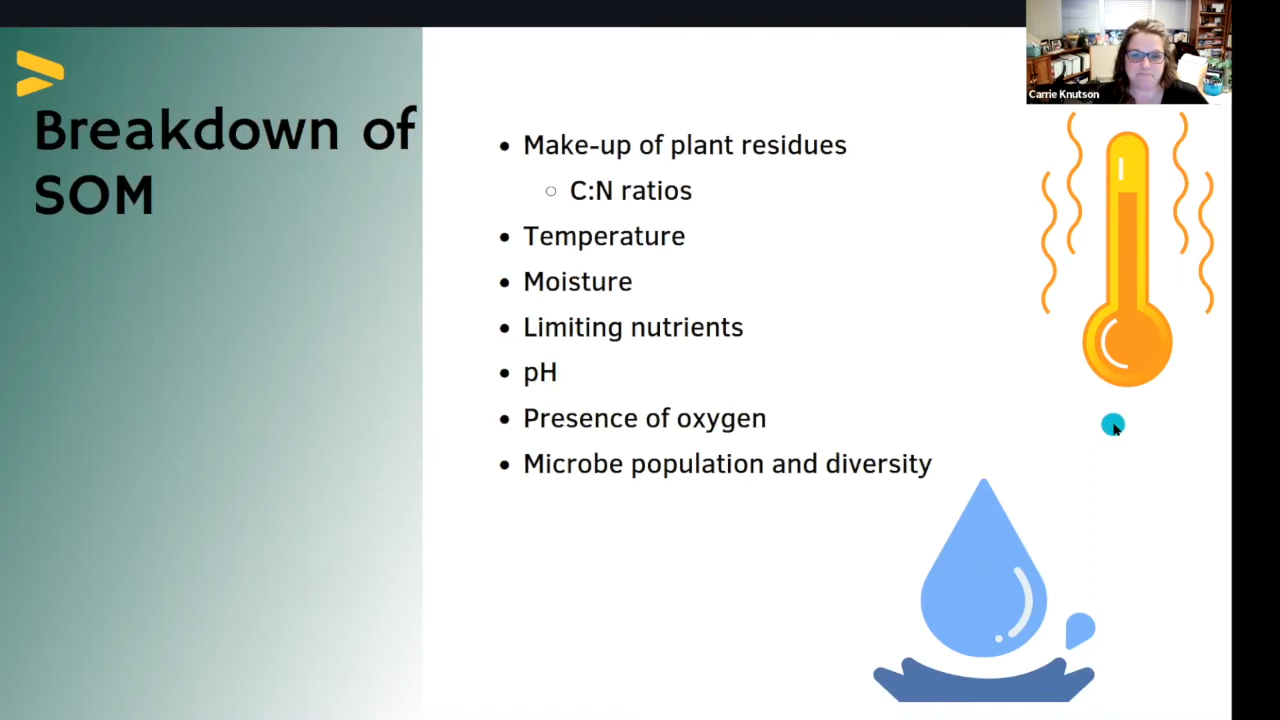 Carrie Knutson
Breakdown of
SOM
Make-up of plant residues
C:N ratios
Temperature
Moisture
Limiting nutrients
pH
Presence of oxygen
Microbe population and diversity